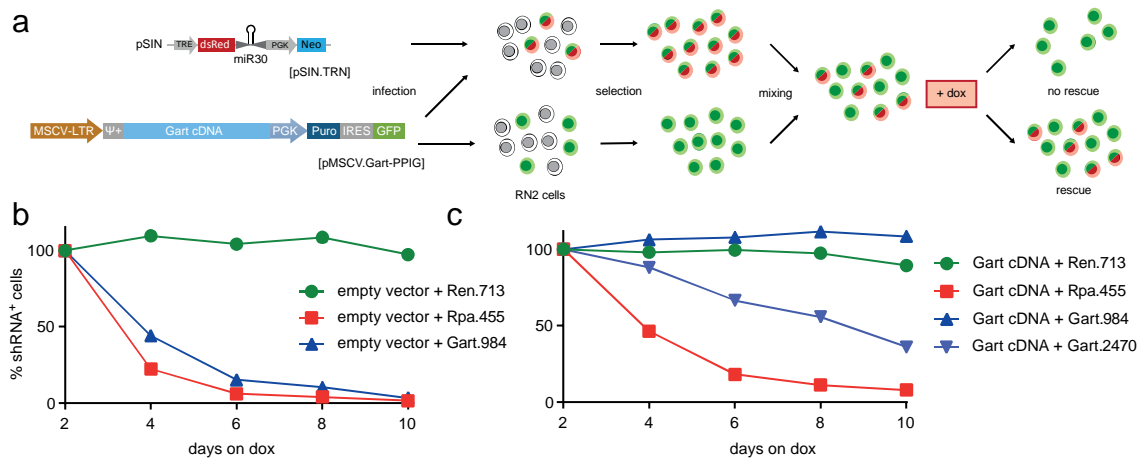 a
pSIN
TRE
dsRed
PGK
Neo
miR30
[pSIN.TRN]
infection
selection
mixing
+ dox
no rescue
MSCV-LTR
Ψ+
Gart cDNA
PGK
Puro
IRES
GFP
[pMSCV.Gart-PPIG]
RN2 cells
rescue
b
% shRNA+ cells
100
50
0
2 4 6 8 10
days on dox
empty vector + Ren.713
empty vector + Rpa.455
empty vector + Gart.984
c
100
50
0
2 4 6 8 10
days on dox
Gart cDNA + Ren.713
Gart cDNA + Rpa.455
Gart cDNA + Gart.984
Gart cDNA + Gart.2470